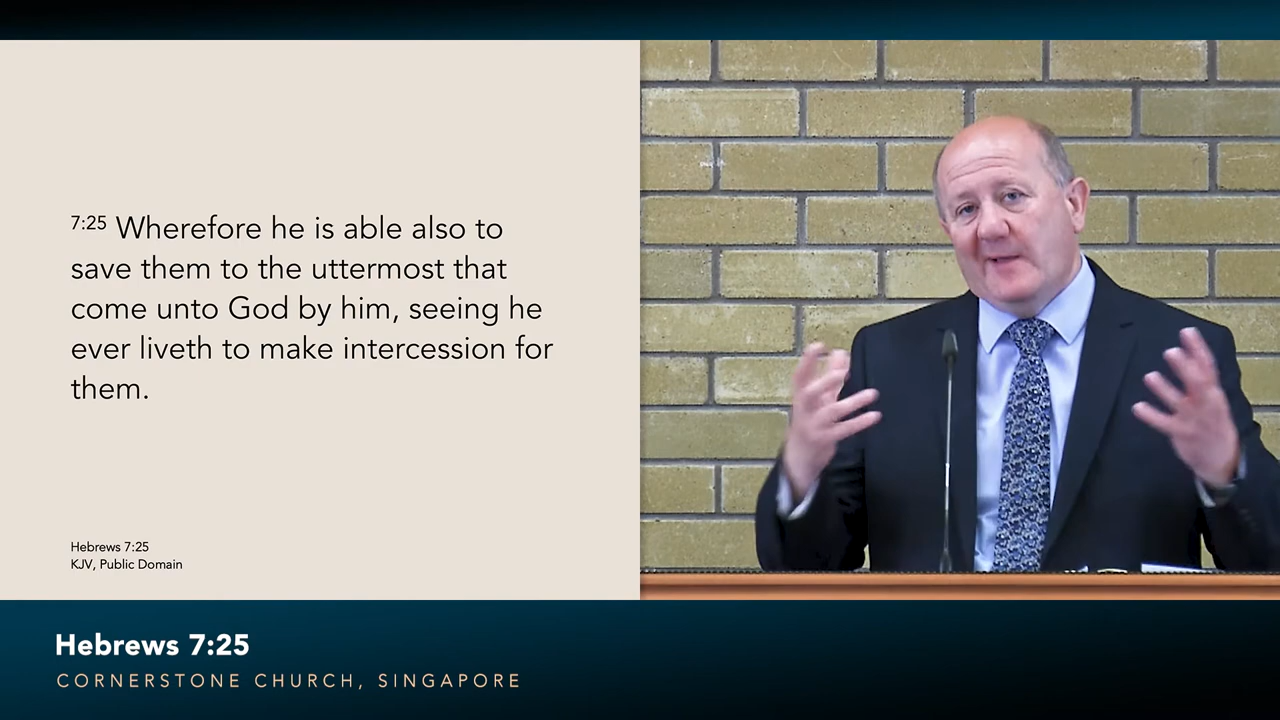 7:25 Wherefore he is able also to
save them to the uttermost that
come unto God by him, seeing he
ever liveth to make intercession for
them.
Hebrews 7:25
KJV, Public Domain
Hebrews 7:25
CORNERSTONE CHURCH, SINGAPORE